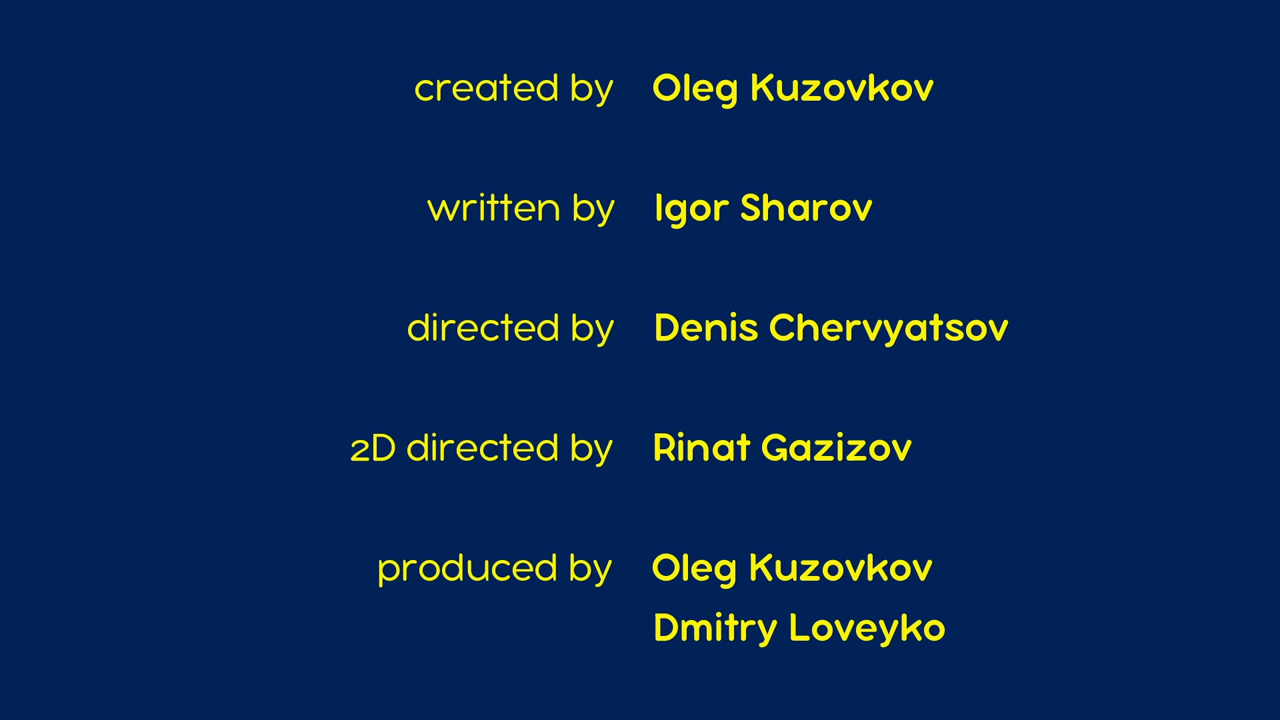 created by Oleg Kuzovkov
written by Igor Sharov
directed by Denis Chervyatsov
2D directed by Rinat Gazizov
produced by Oleg Kuzovkov
Dmitry Loveyko